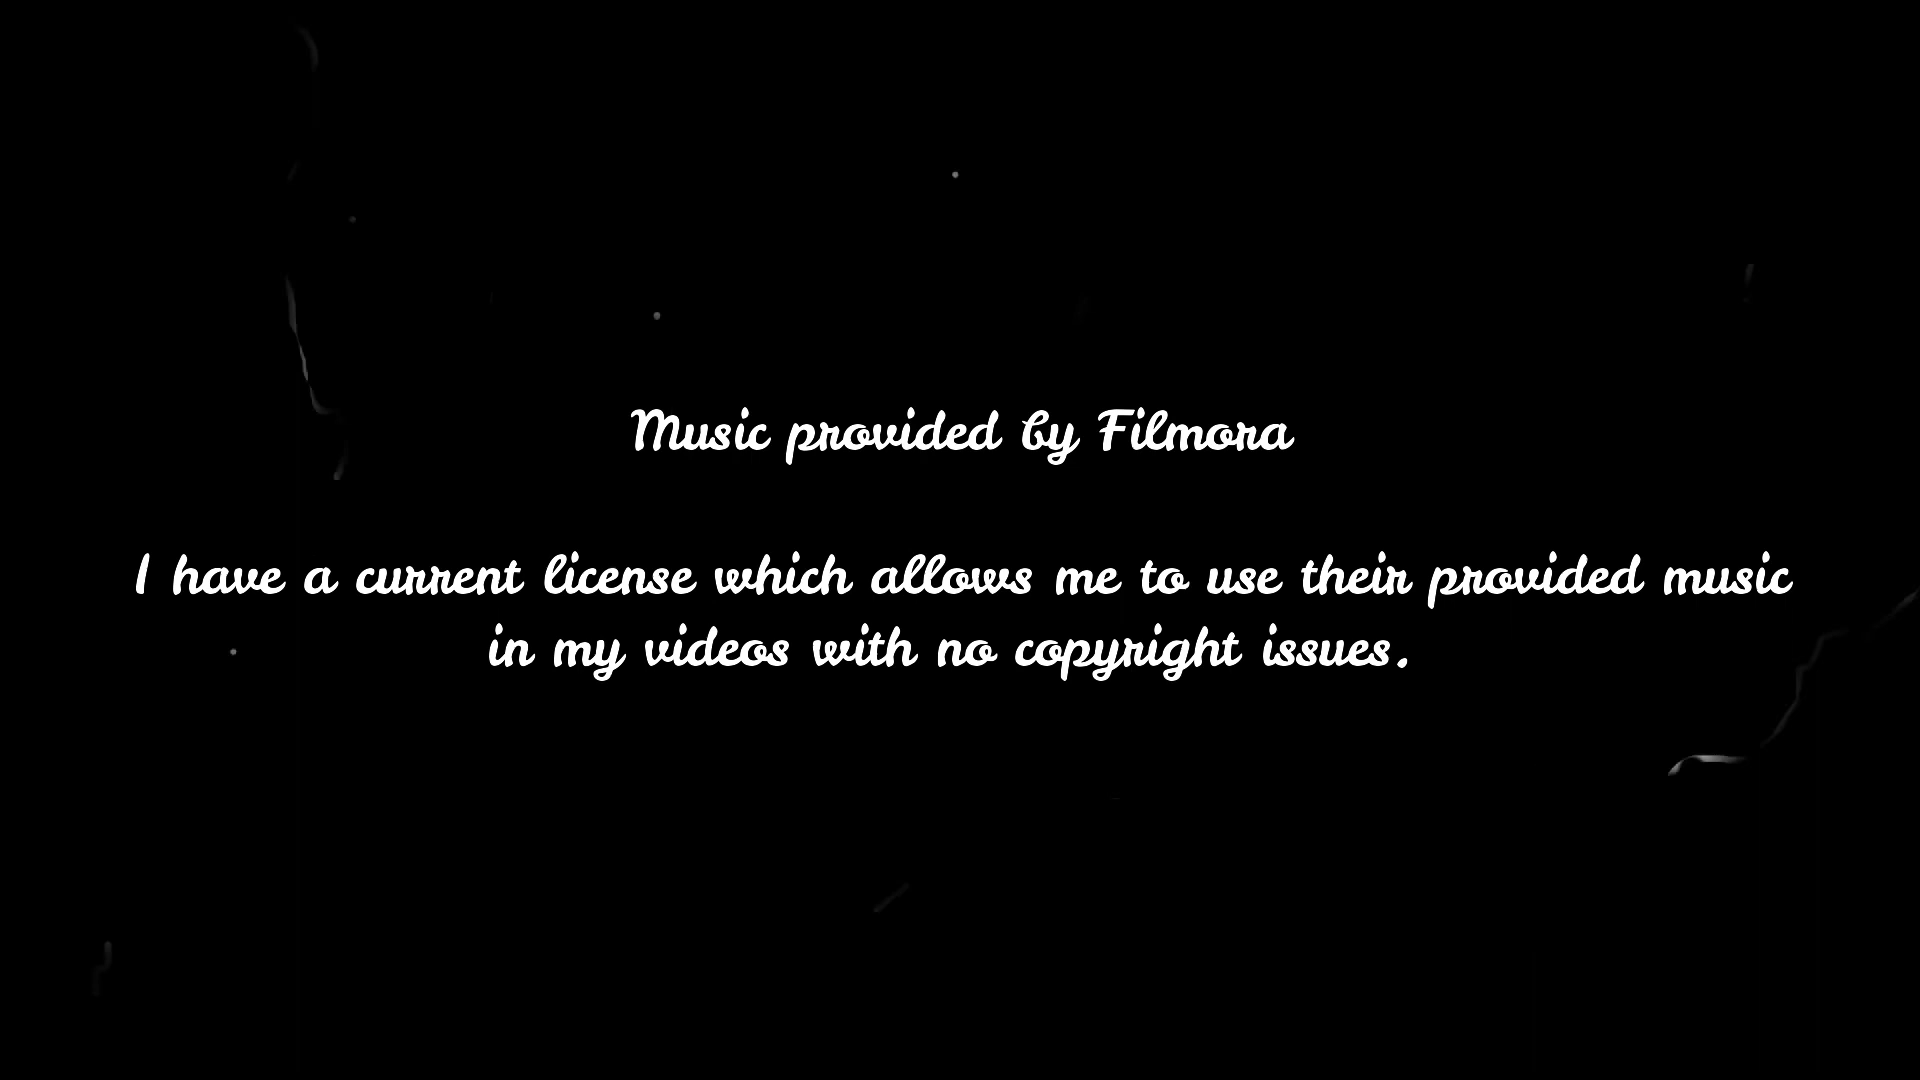 Music provided by Filmora
I have a current license which allows me to use their provided music
in my videos with no copyright issues.